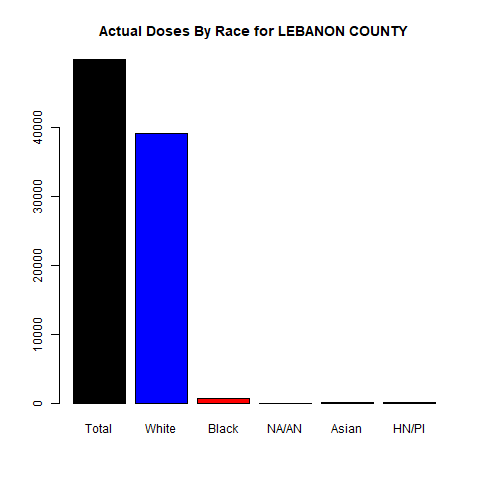 Actual Doses By Race for LEBANON COUNTY
40000
30000
20000
10000
0
Total White Black NA/AN Asian HN/PI